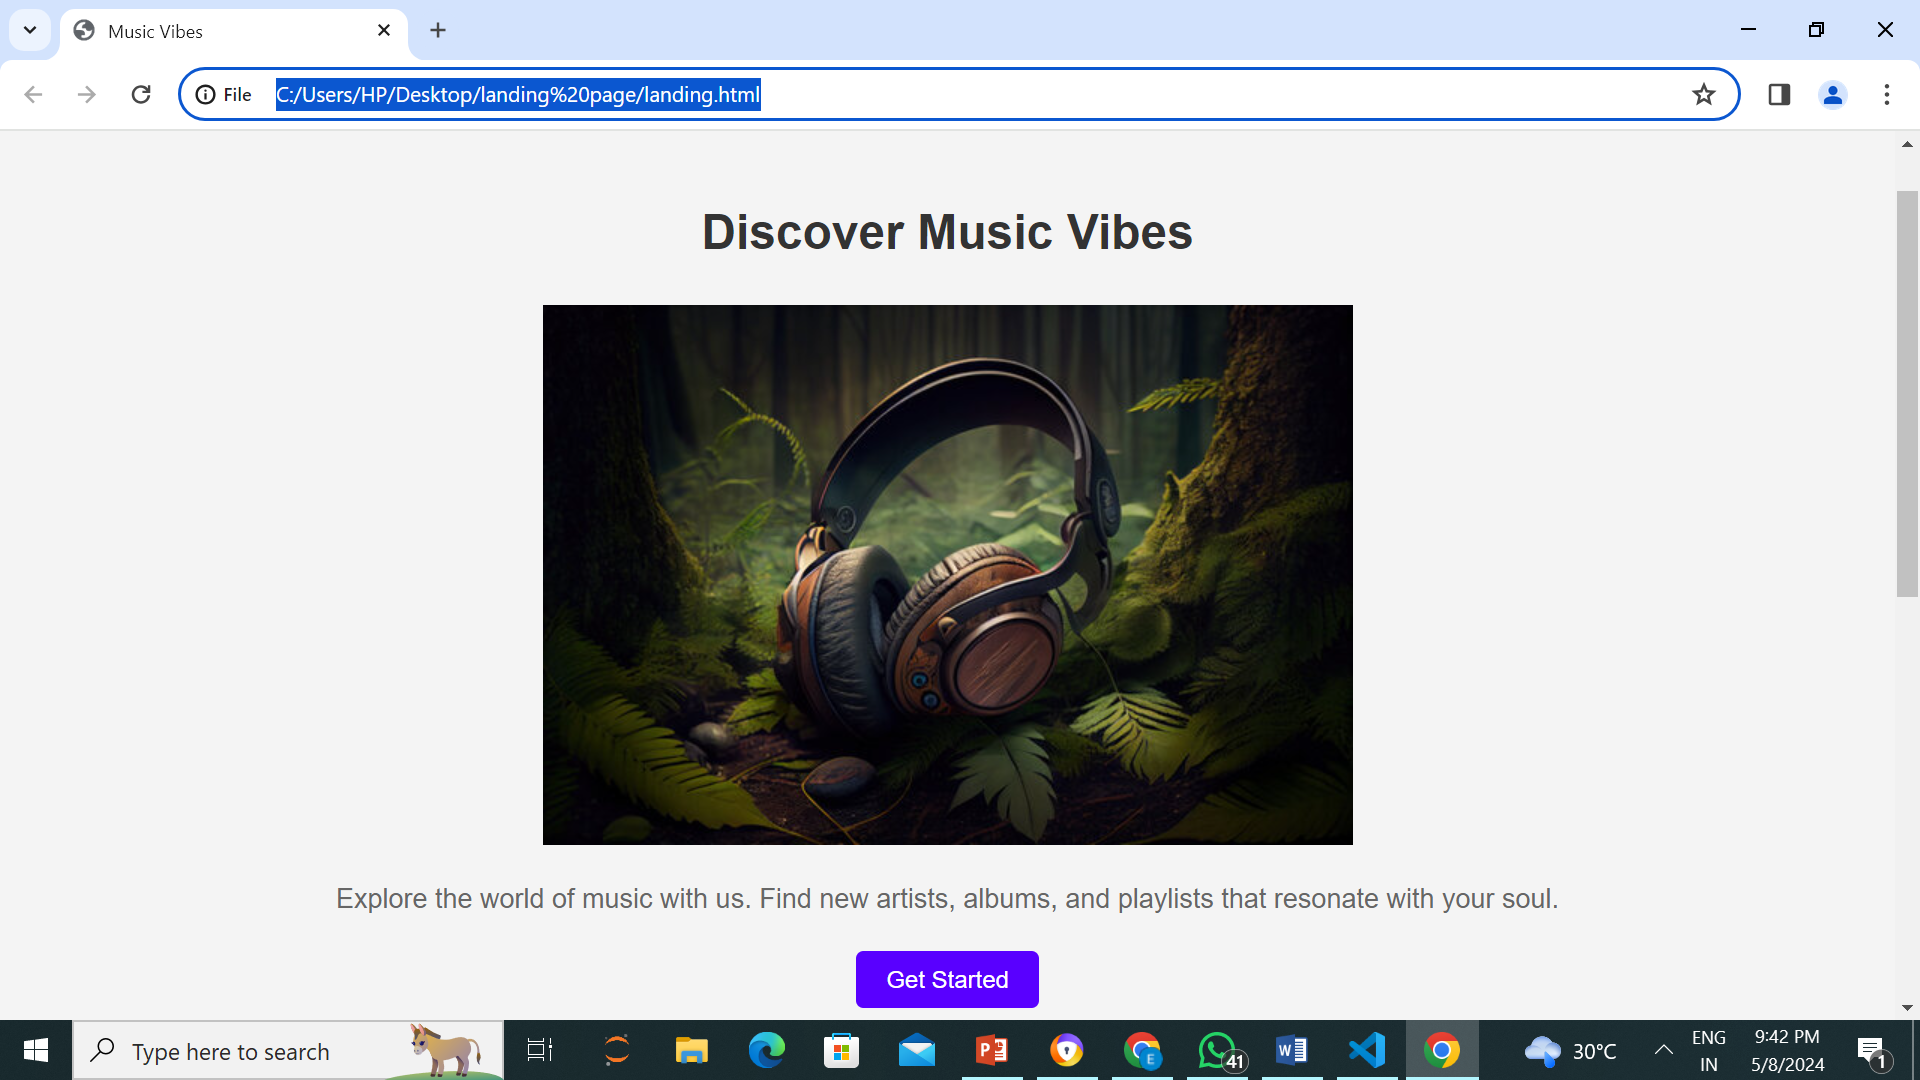 Music Vibes
File C:/Users/HP/Desktop/landing%20page/landing.html
Discover Music Vibes
Explore the world of music with us. Find new artists, albums, and playlists that resonate with your soul.
Get Started
Type here to search
P
E
41
W
30°C
ENG
IN
9:42 PM
5/8/2024
1